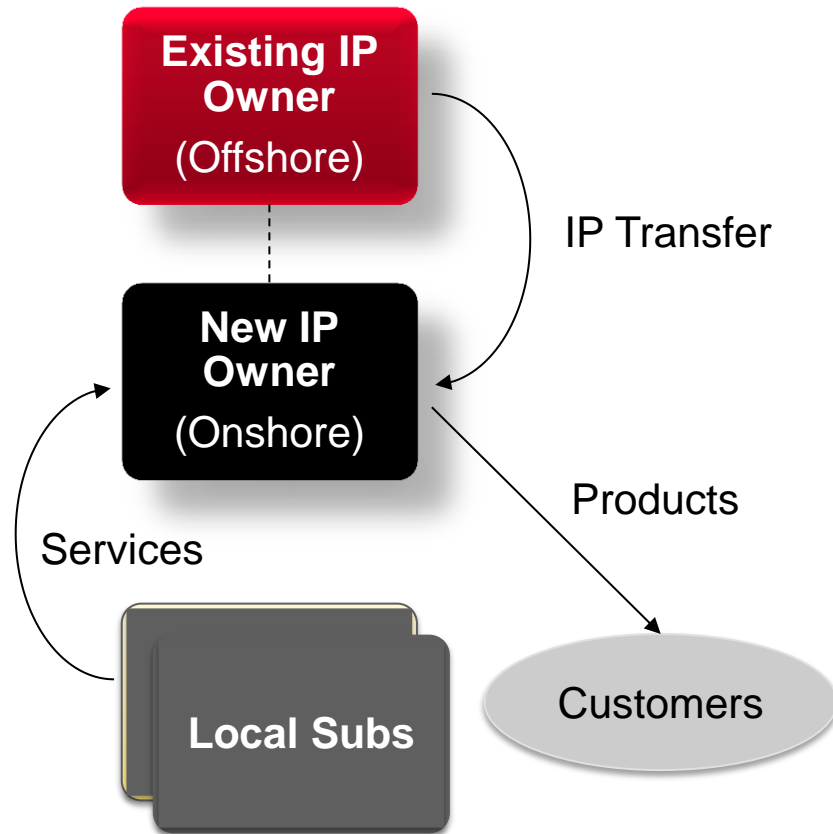 Existing IP
Owner
(Offshore)
IP Transfer
New IP
Owner
(Onshore)
Products
Services
Local Subs
Customers